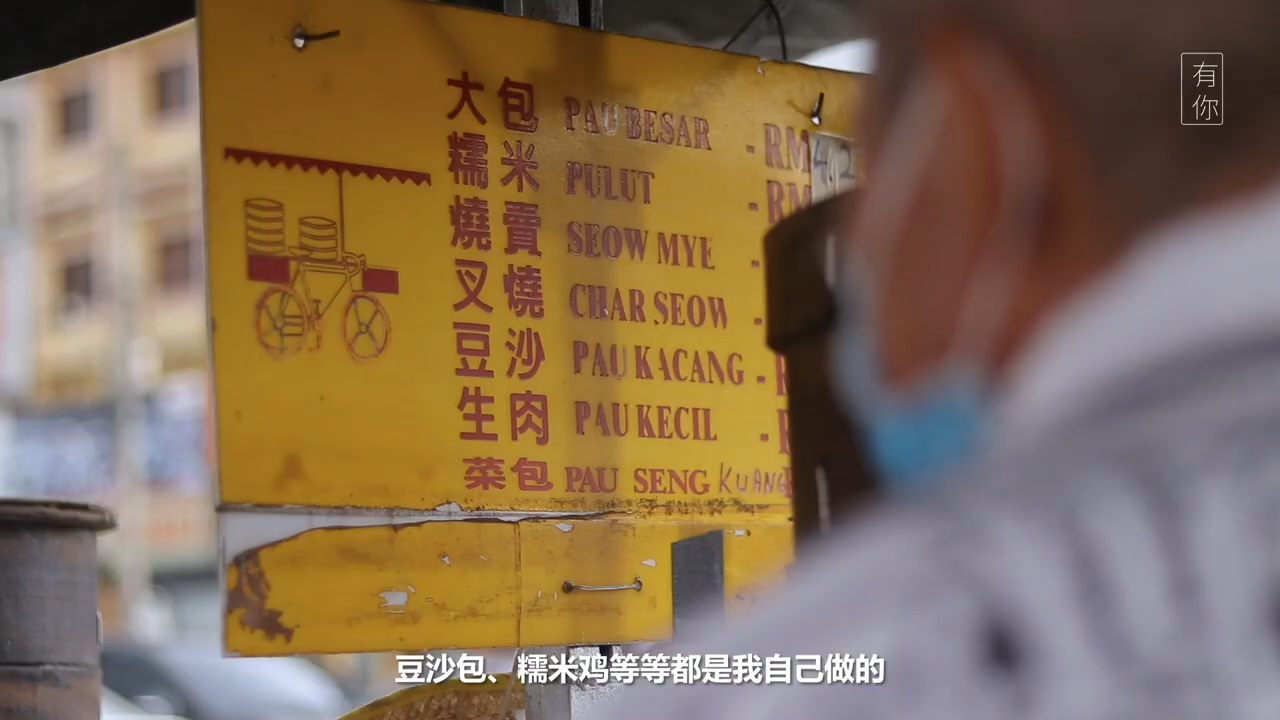 有
你
大包 PAU BESAR - RM4.2
糯米 PULUT - RM
燒賣 SEOW MYE -
叉燒 CHAR SEOW -
豆沙 PAU KACANG - R
生肉 PAU KECIL -
菜包 PAU SENG KUANG
豆沙包、糯米鸡等等都是我自己做的